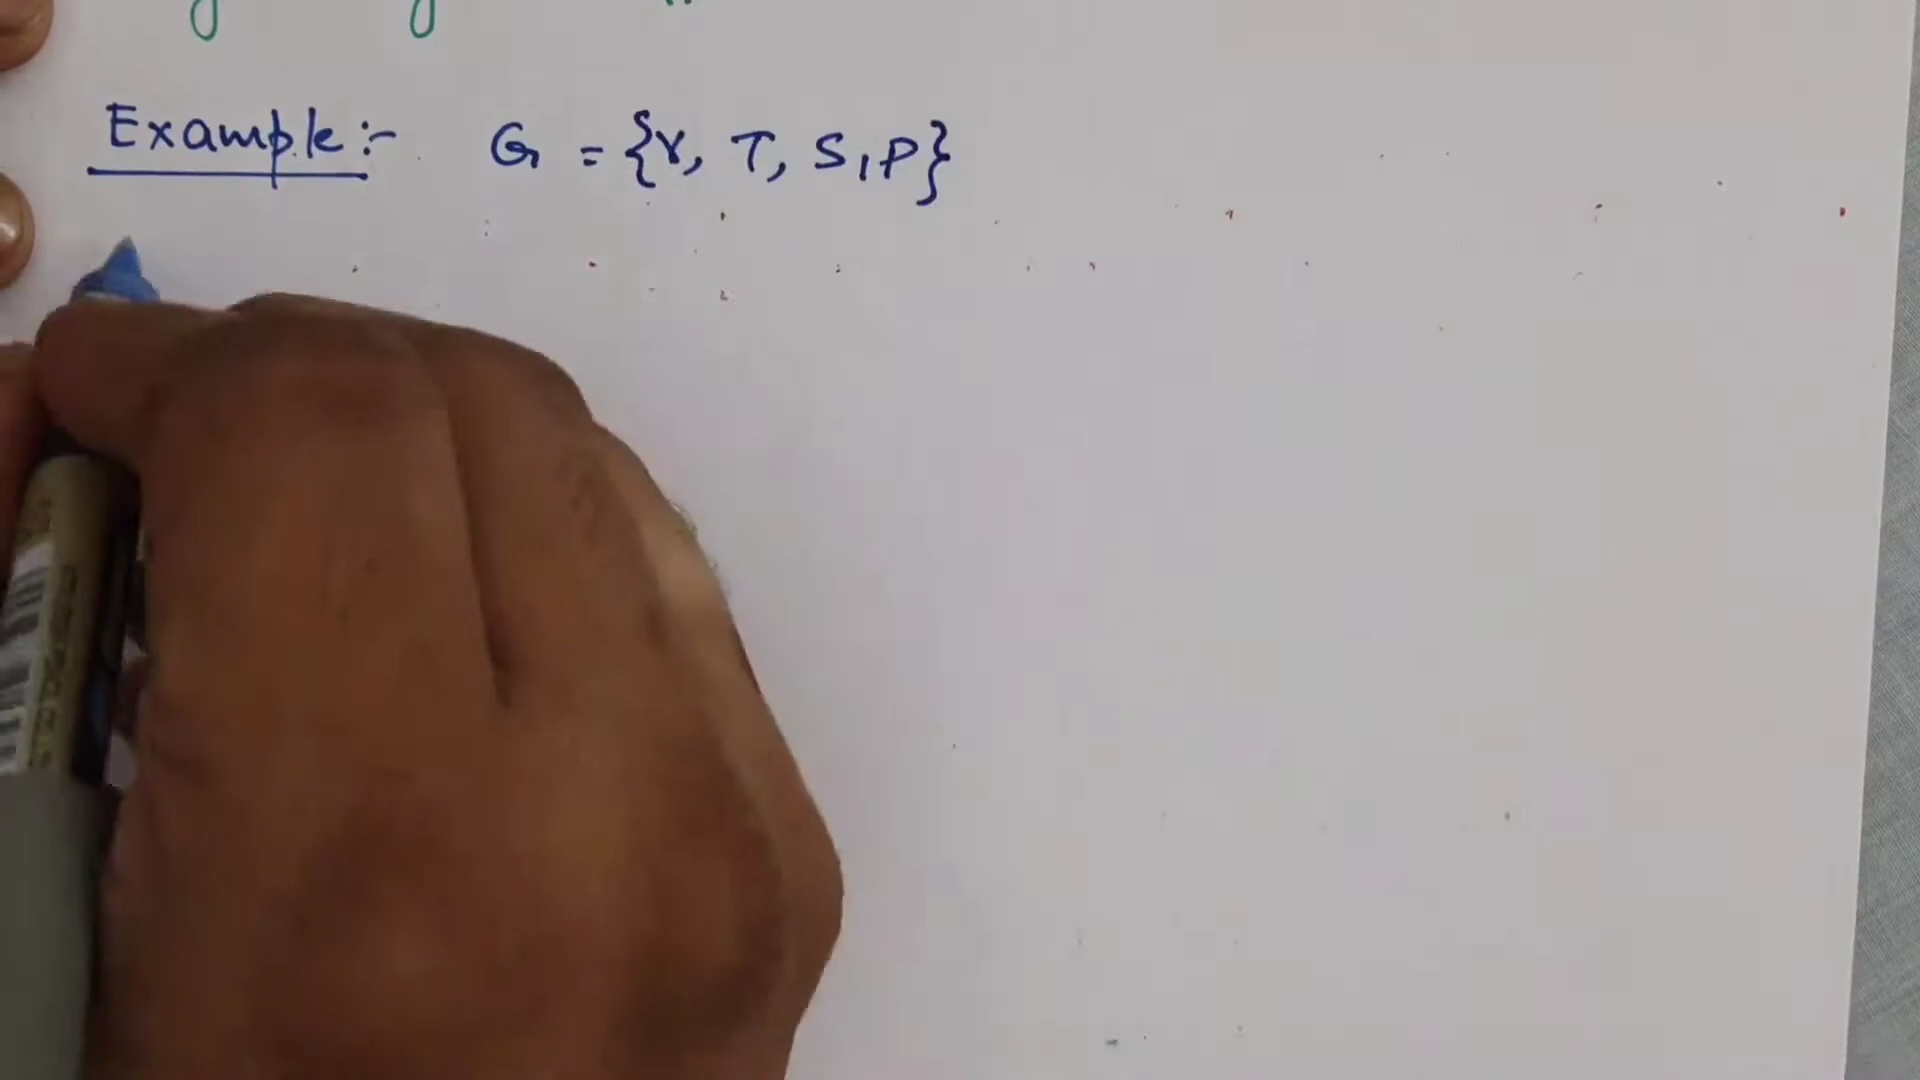 Example:- G = {V, T, S, P}